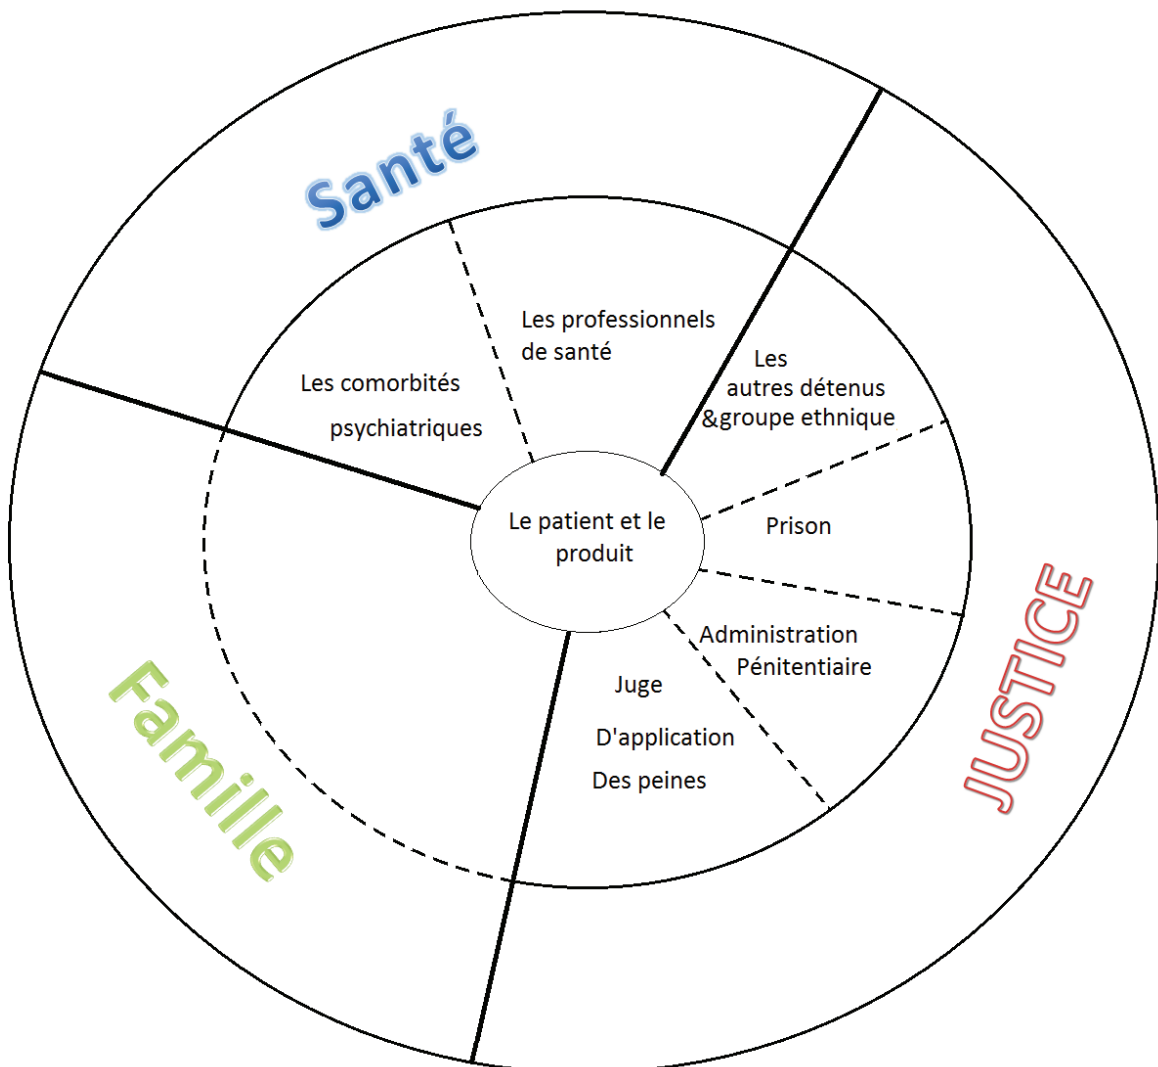 Santé
Les professionnels
de santé
Les comorbités
psychiatriques
Les
autres détenus
&groupe ethnique
Le patient et le
produit
Prison
Administration
Pénitentiaire
Juge
D'application
Des peines
JUSTICE
Famille